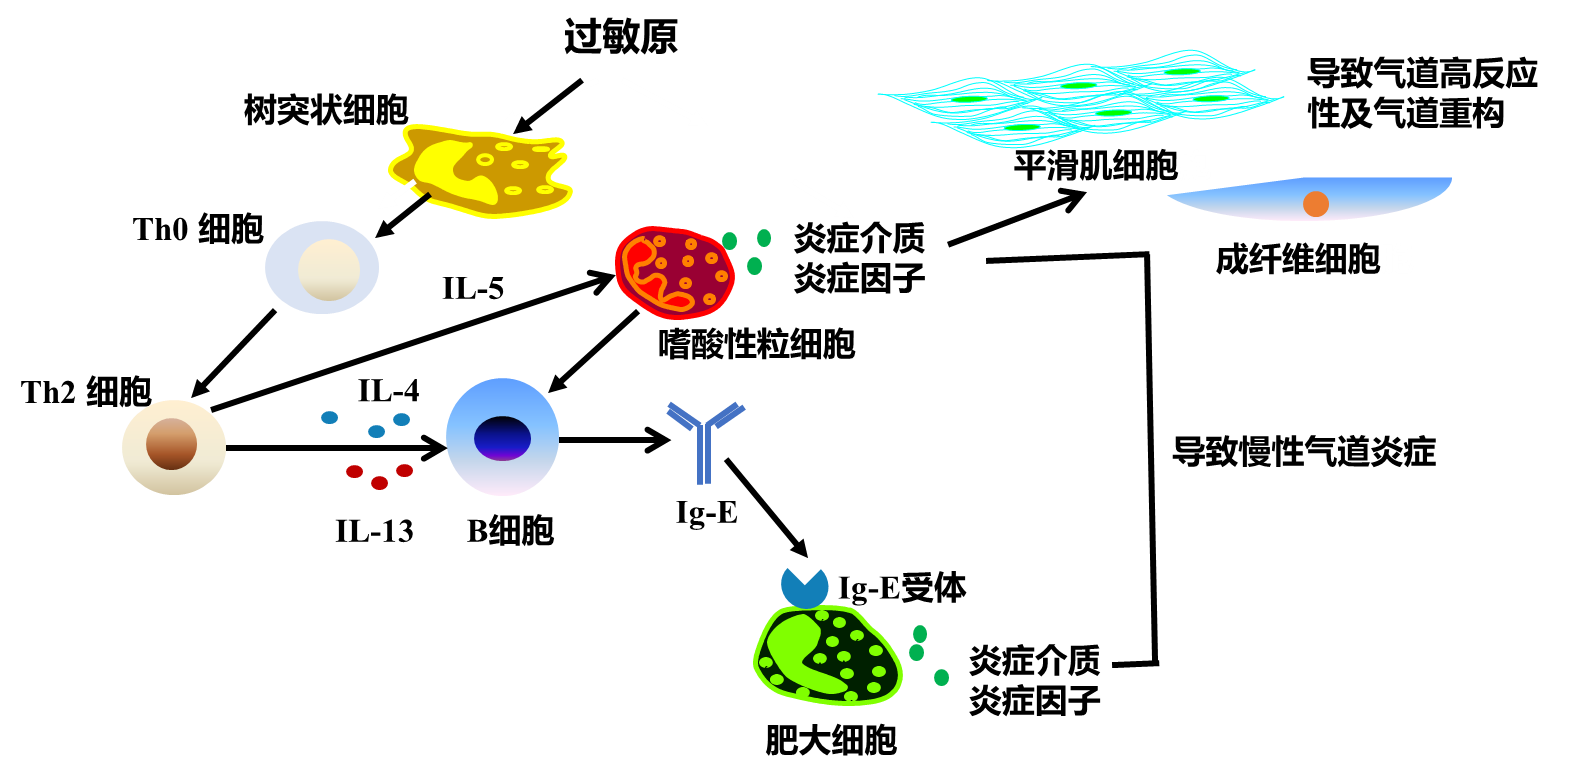 过敏原
树突状细胞
导致气道高反应
性及气道重构
平滑肌细胞
Th0 细胞
炎症介质
炎症因子
成纤维细胞
IL-5
嗜酸性粒细胞
Th2 细胞
IL-4
导致慢性气道炎症
IL-13
B细胞
Ig-E
Ig-E受体
炎症介质
炎症因子
肥大细胞